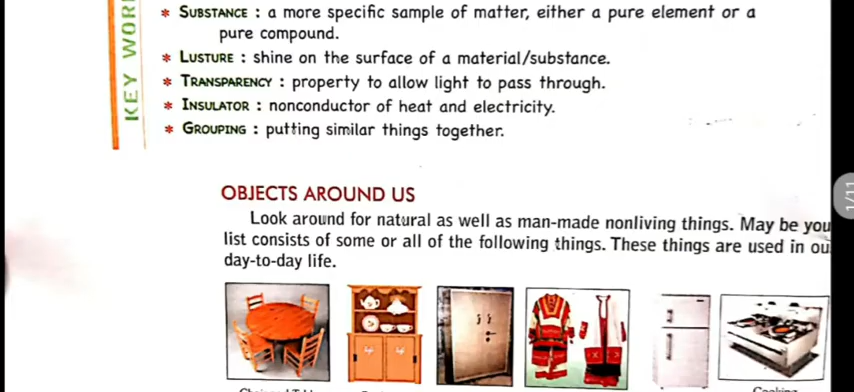 KEY WOR
* SUBSTANCE : a more specific sample of matter, either a pure element or a
pure compound.
* LUSTURE : shine on the surface of a material/substance.
* TRANSPARENCY : property to allow light to pass through.
* INSULATOR : nonconductor of heat and electricity.
* GROUPING : putting similar things together.
OBJECTS AROUND US
Look around for natural as well as man-made nonliving things. May be you
list consists of some or all of the following things. These things are used in ou
day-to-day life.
Cooking
1/11